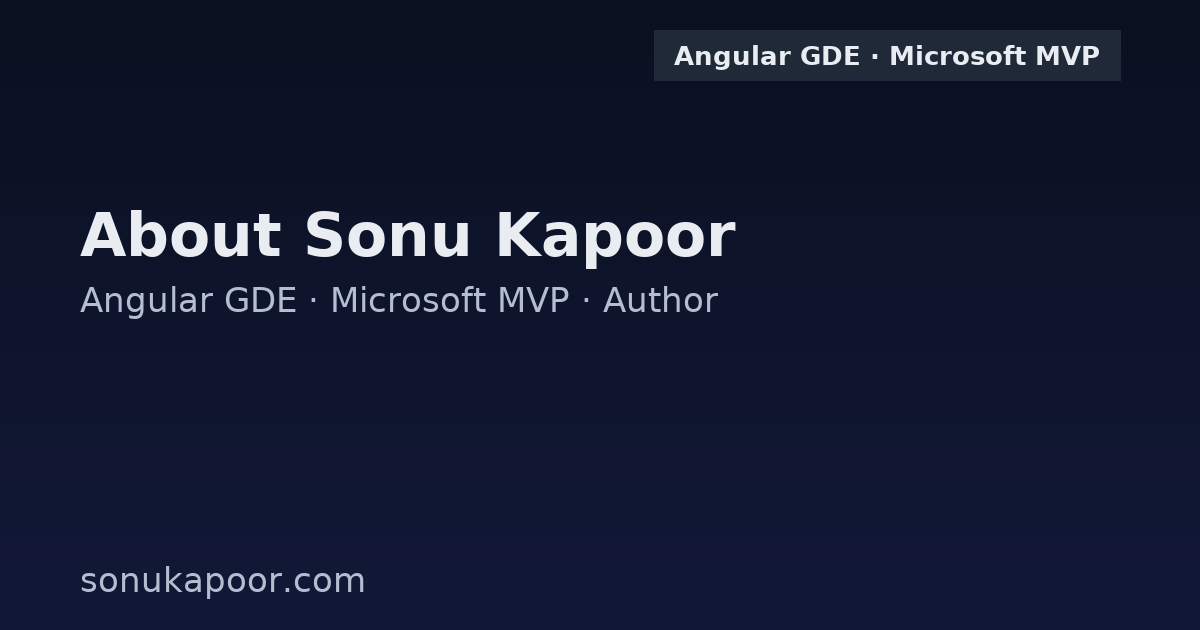 Angular GDE · Microsoft MVP
About Sonu Kapoor
Angular GDE · Microsoft MVP · Author
sonukapoor.com